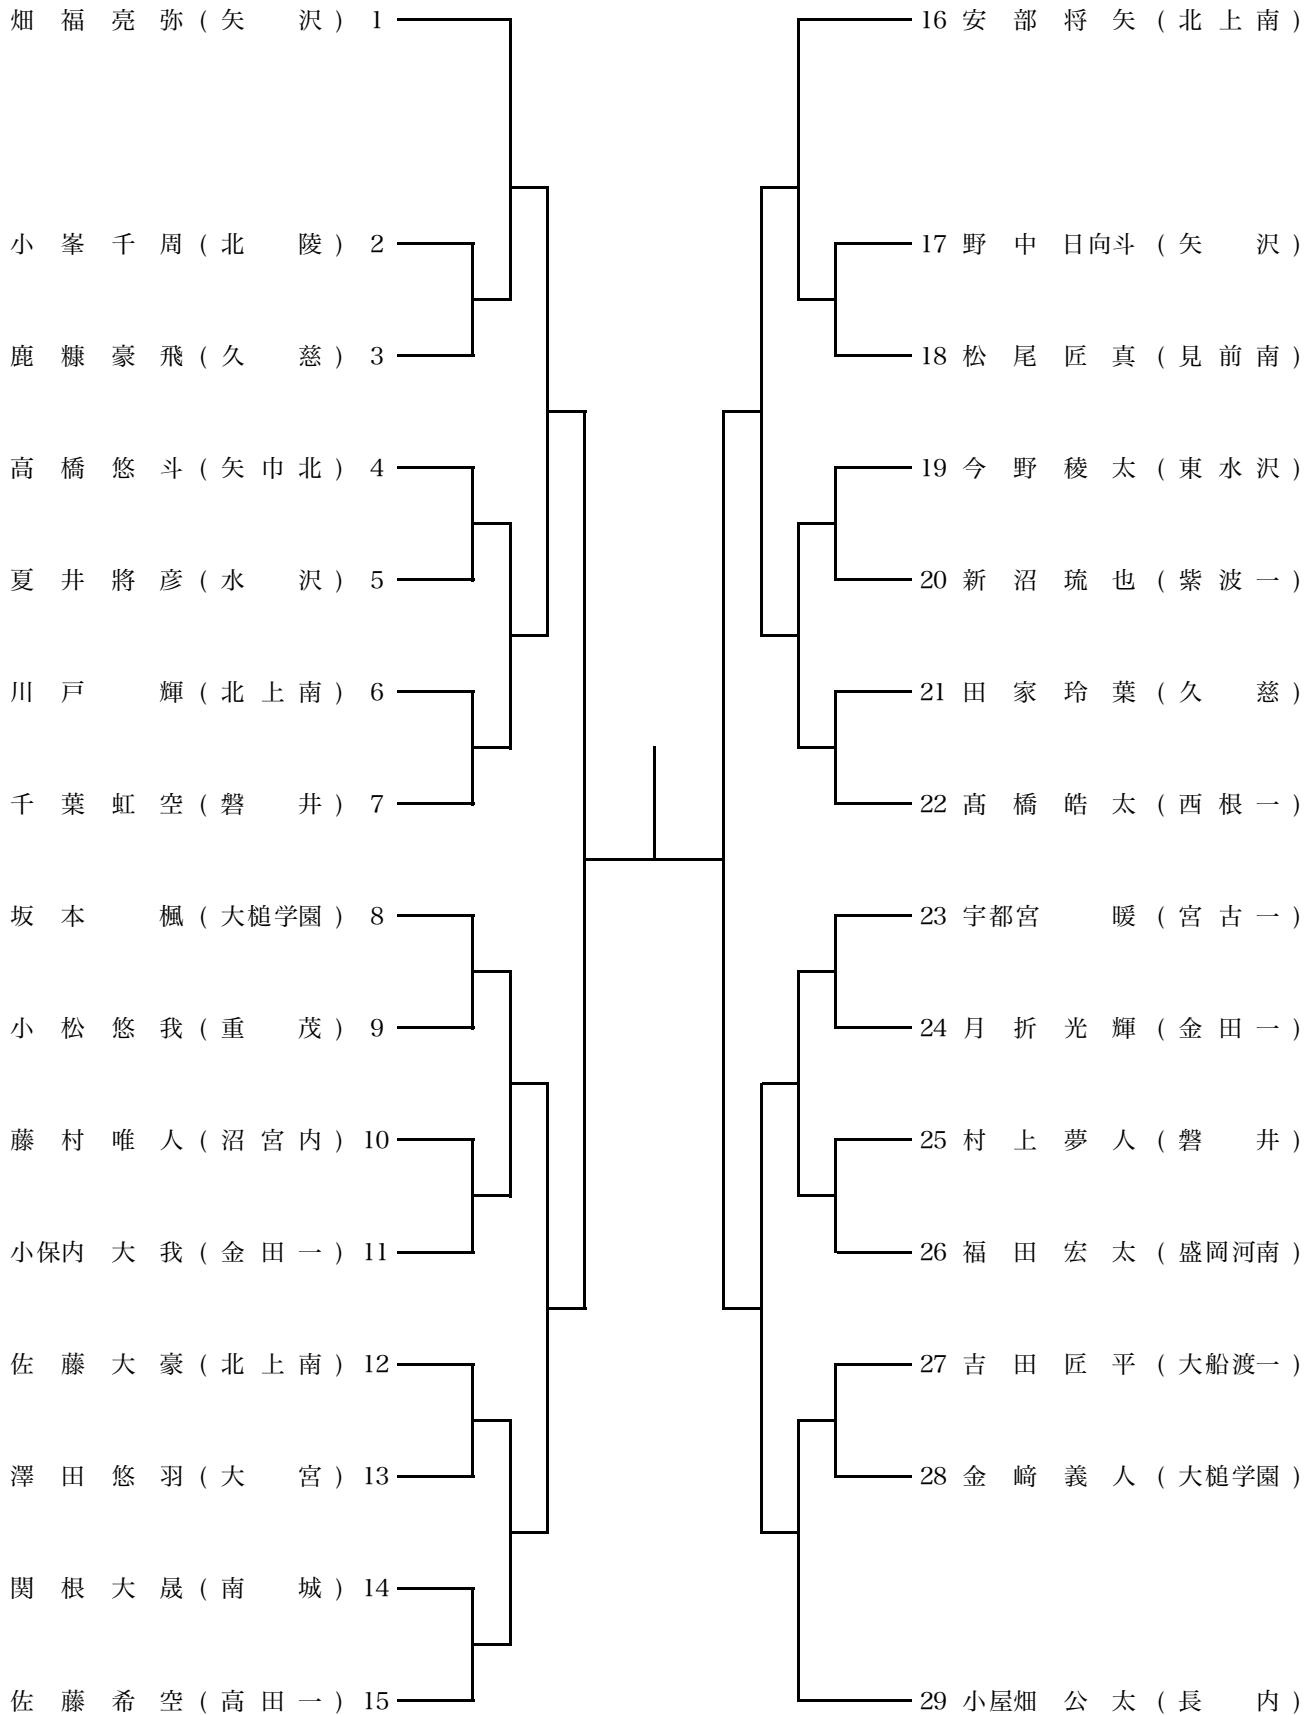 畑福亮弥(矢沢) 1
小峯千周(北陵) 2
鹿糠豪飛(久慈) 3
高橋悠斗(矢巾北) 4
夏井將彦(水沢) 5
川戸輝(北上南) 6
千葉虹空(磐井) 7
坂本楓(大槌学園) 8
小松悠我(重茂) 9
藤村唯人(沼宮内) 10
小保内大我(金田一) 11
佐藤大豪(北上南) 12
澤田悠羽(大宮) 13
関根大晟(南城) 14
佐藤希空(高田一) 15
16 安部将矢(北上南)
17 野中日向斗(矢沢)
18 松尾匠真(見前南)
19 今野稜太(東水沢)
20 新沼琉也(紫波一)
21 田家玲葉(久慈)
22 髙橋皓太(西根一)
23 宇都宮暖(宮古一)
24 月折光輝(金田一)
25 村上夢人(磐井)
26 福田宏太(盛岡河南)
27 吉田匠平(大船渡一)
28 金﨑義人(大槌学園)
29 小屋畑公太(長内)